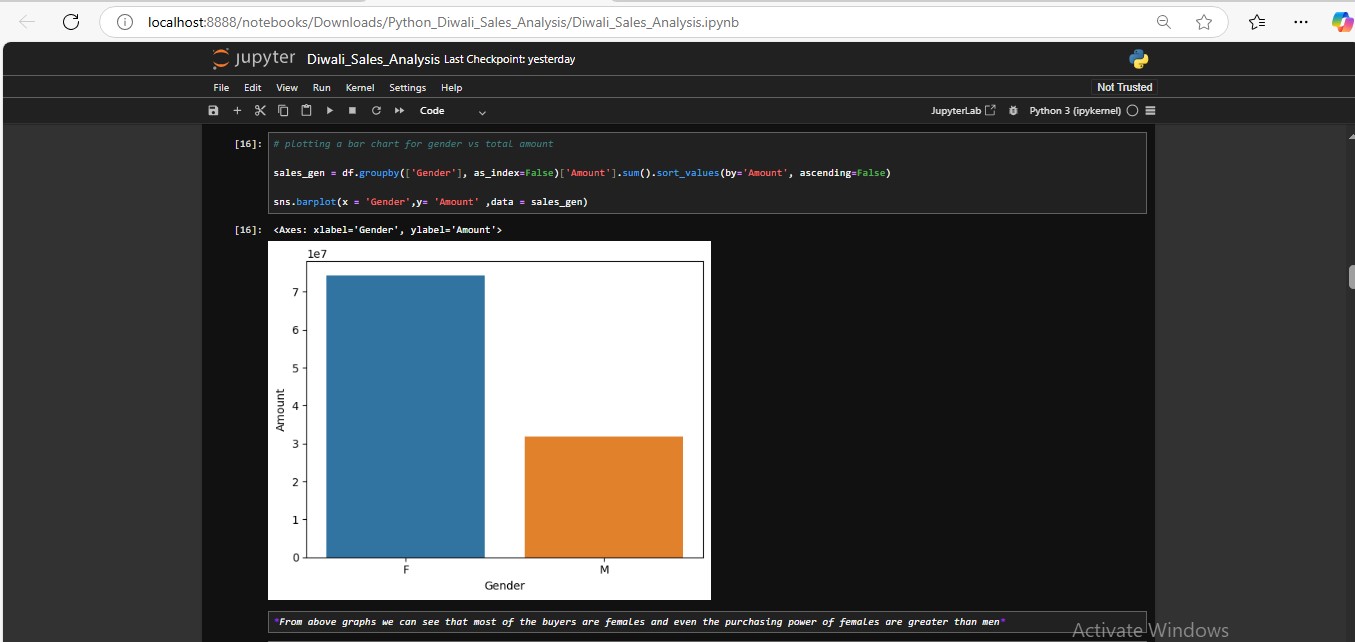 localhost:8888/notebooks/Downloads/Python_Diwali_Sales_Analysis/Diwali_Sales_Analysis.ipynb
jupyter Diwali_Sales_Analysis Last Checkpoint: yesterday
File Edit View Run Kernel Settings Help Not Trusted
Code JupyterLab Python 3 (ipykernel)
[16]: # plotting a bar chart for gender vs total amount
sales_gen = df.groupby(['Gender'], as_index=False)['Amount'].sum().sort_values(by='Amount', ascending=False)
sns.barplot(x = 'Gender',y= 'Amount' ,data = sales_gen)
[16]: <Axes: xlabel='Gender', ylabel='Amount'>
1e7
7
6
5
4
3
2
1
0
Amount
F M
Gender
*From above graphs we can see that most of the buyers are females and even the purchasing power of females are greater than men*
Activate Windows